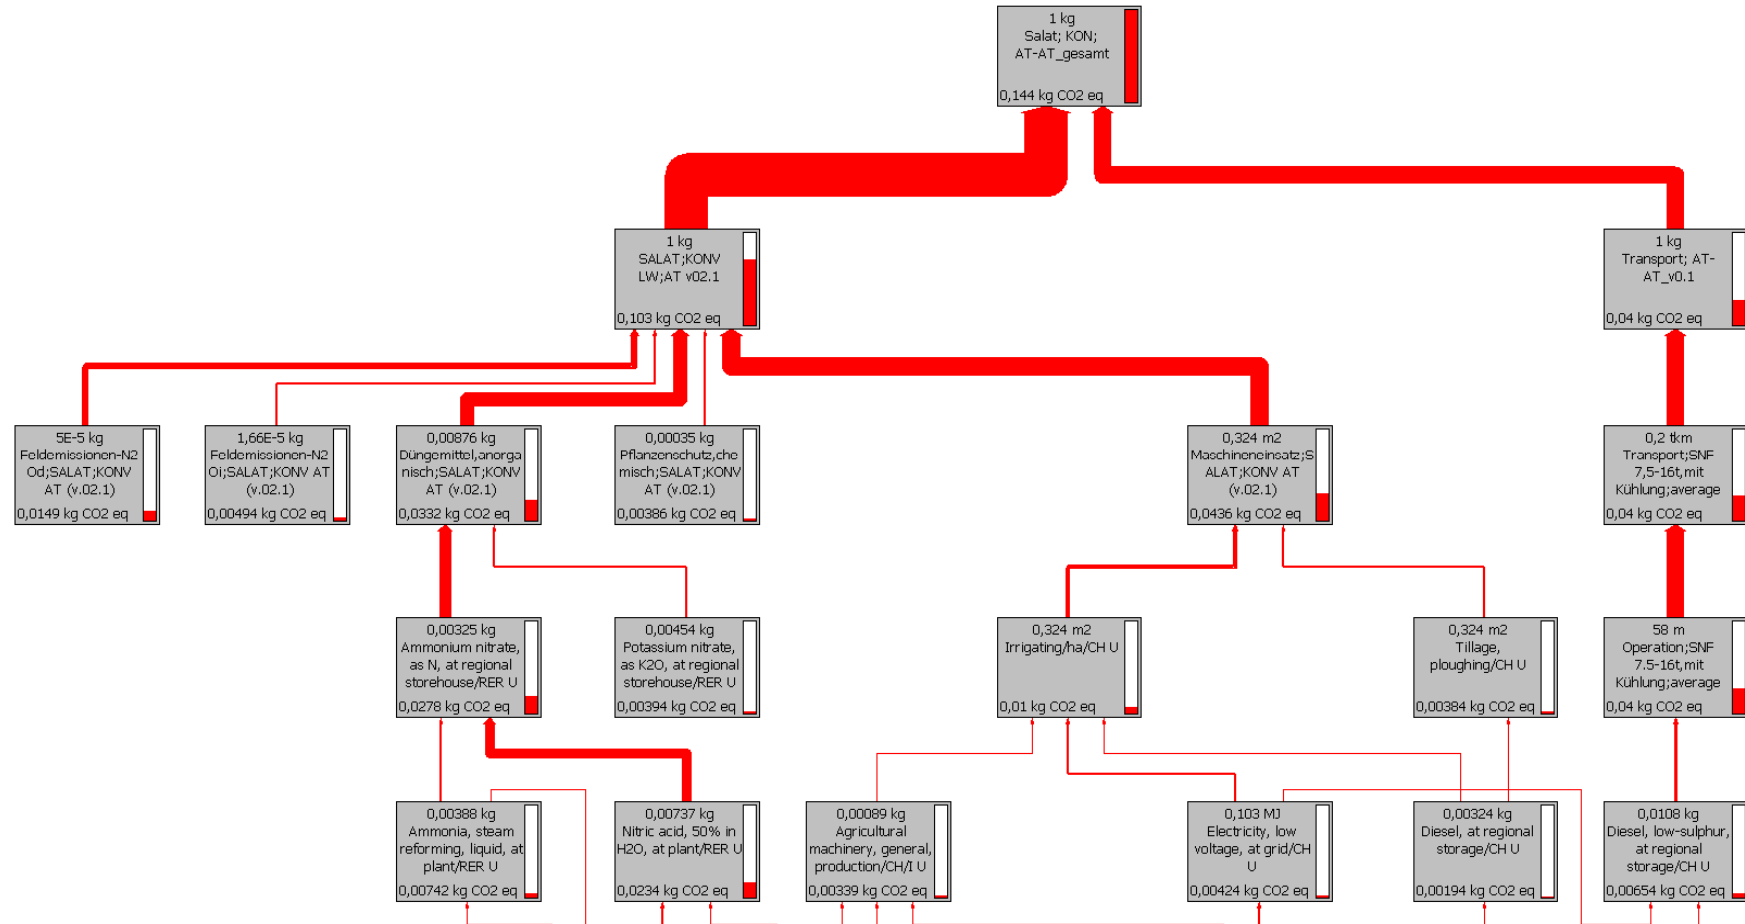 1 kg
Salat; KON;
AT-AT_gesamt
0,144 kg CO2 eq
1 kg
SALAT;KONV
LW;AT v02.1
0,103 kg CO2 eq
1 kg
Transport; AT-
AT_v0.1
0,04 kg CO2 eq
5E-5 kg
Feldemissionen-N2
Od;SALAT;KONV
AT (v.02.1)
0,0149 kg CO2 eq
1,66E-5 kg
Feldemissionen-N2
Oi;SALAT;KONV AT
(v.02.1)
0,00494 kg CO2 eq
0,00876 kg
Düngemittel,anorga
nisch;SALAT;KONV
AT (v.02.1)
0,0332 kg CO2 eq
0,00035 kg
Pflanzenschutz,che
misch;SALAT;KONV
AT (v.02.1)
0,00386 kg CO2 eq
0,324 m2
Maschineneinsatz;S
ALAT;KONV AT
(v.02.1)
0,0436 kg CO2 eq
0,2 tkm
Transport;SNF
7,5-16t,mit
Kühlung;average
0,04 kg CO2 eq
0,00325 kg
Ammonium nitrate,
as N, at regional
storehouse/RER U
0,0278 kg CO2 eq
0,00454 kg
Potassium nitrate,
as K2O, at regional
storehouse/RER U
0,00394 kg CO2 eq
0,324 m2
Irrigating/ha/CH U
0,01 kg CO2 eq
0,324 m2
Tillage,
ploughing/CH U
0,00384 kg CO2 eq
58 m
Operation;SNF
7.5-16t,mit
Kühlung;average
0,04 kg CO2 eq
0,00388 kg
Ammonia, steam
reforming, liquid, at
plant/RER U
0,00742 kg CO2 eq
0,00737 kg
Nitric acid, 50% in
H2O, at plant/RER U
0,0234 kg CO2 eq
0,00089 kg
Agricultural
machinery, general,
production/CH/I U
0,00339 kg CO2 eq
0,103 MJ
Electricity, low
voltage, at grid/CH
U
0,00424 kg CO2 eq
0,00324 kg
Diesel, at regional
storage/CH U
0,00194 kg CO2 eq
0,0108 kg
Diesel, low-sulphur,
at regional
storage/CH U
0,00654 kg CO2 eq